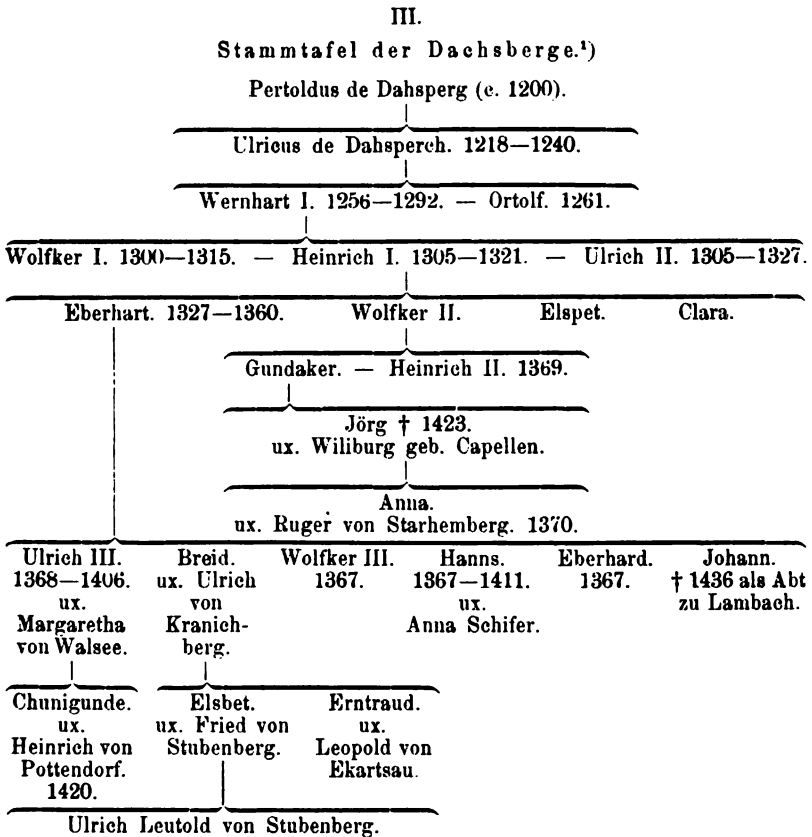 III.
Stammtafel der Dachsberge.¹)
Pertoldus de Dahsperg (c. 1200).
Ulricus de Dahsperch. 1218—1240.
Wernhart I. 1256—1292. — Ortolf. 1261.
Wolfker I. 1300—1315. — Heinrich I. 1305—1321. — Ulrich II. 1305—1327.
Eberhart. 1327—1360. Wolfker II. Elspet. Clara.
Gundaker. — Heinrich II. 1369.
Jörg † 1423.
ux. Wiliburg geb. Capellen.
Anna.
ux. Ruger von Starhemberg. 1370.
Ulrich III. Breid. Wolfker III. Hanns. Eberhard. Johann.
1368—1406. ux. Ulrich 1367. 1367—1411. 1367. † 1436 als Abt
ux. von ux. zu Lambach.
Margaretha Kranich- Anna Schifer.
von Walsee. berg.
Chunigunde. Elsbet. Erntraud.
ux. ux. Fried von ux.
Heinrich von Stubenberg. Leopold von
Pottendorf. Ekartsau.
1420.
Ulrich Leutold von Stubenberg.